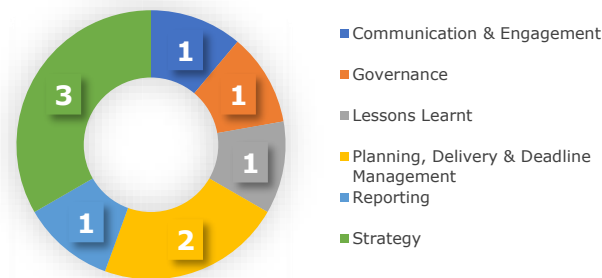 1
1
1
2
1
3
Communication & Engagement
Governance
Lessons Learnt
Planning, Delivery & Deadline
Management
Reporting
Strategy